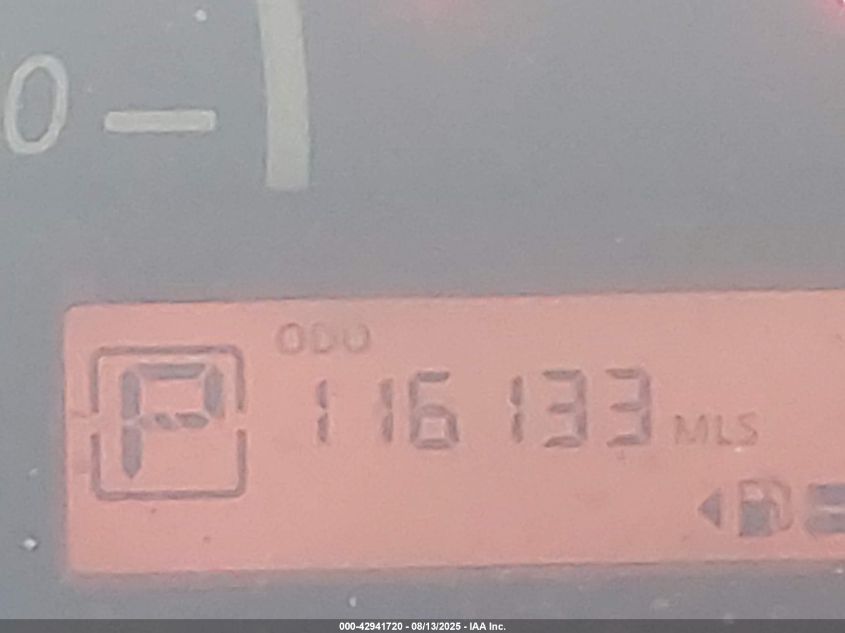 0
ODO
P 116133 MLS
000-42941720 - 08/13/2025 - IAA Inc.